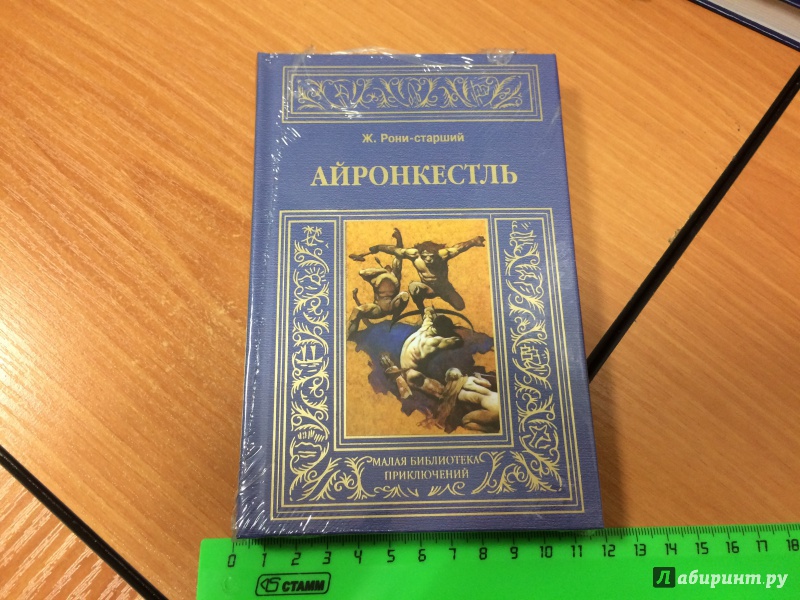 Ж. Рони-старший
АЙРОНКЕСТЛЬ
МАЛАЯ БИБЛИОТЕКА
ПРИКЛЮЧЕНИЙ
0 1 2 3 4 5 6 7 8 9 10 11 12 13 14 15 16 17 18
СТАММ
Лабиринт.ру